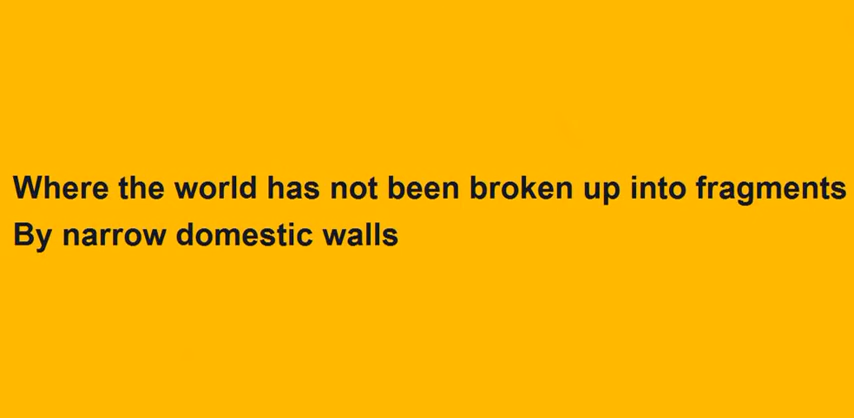 Where the world has not been broken up into fragments
By narrow domestic walls